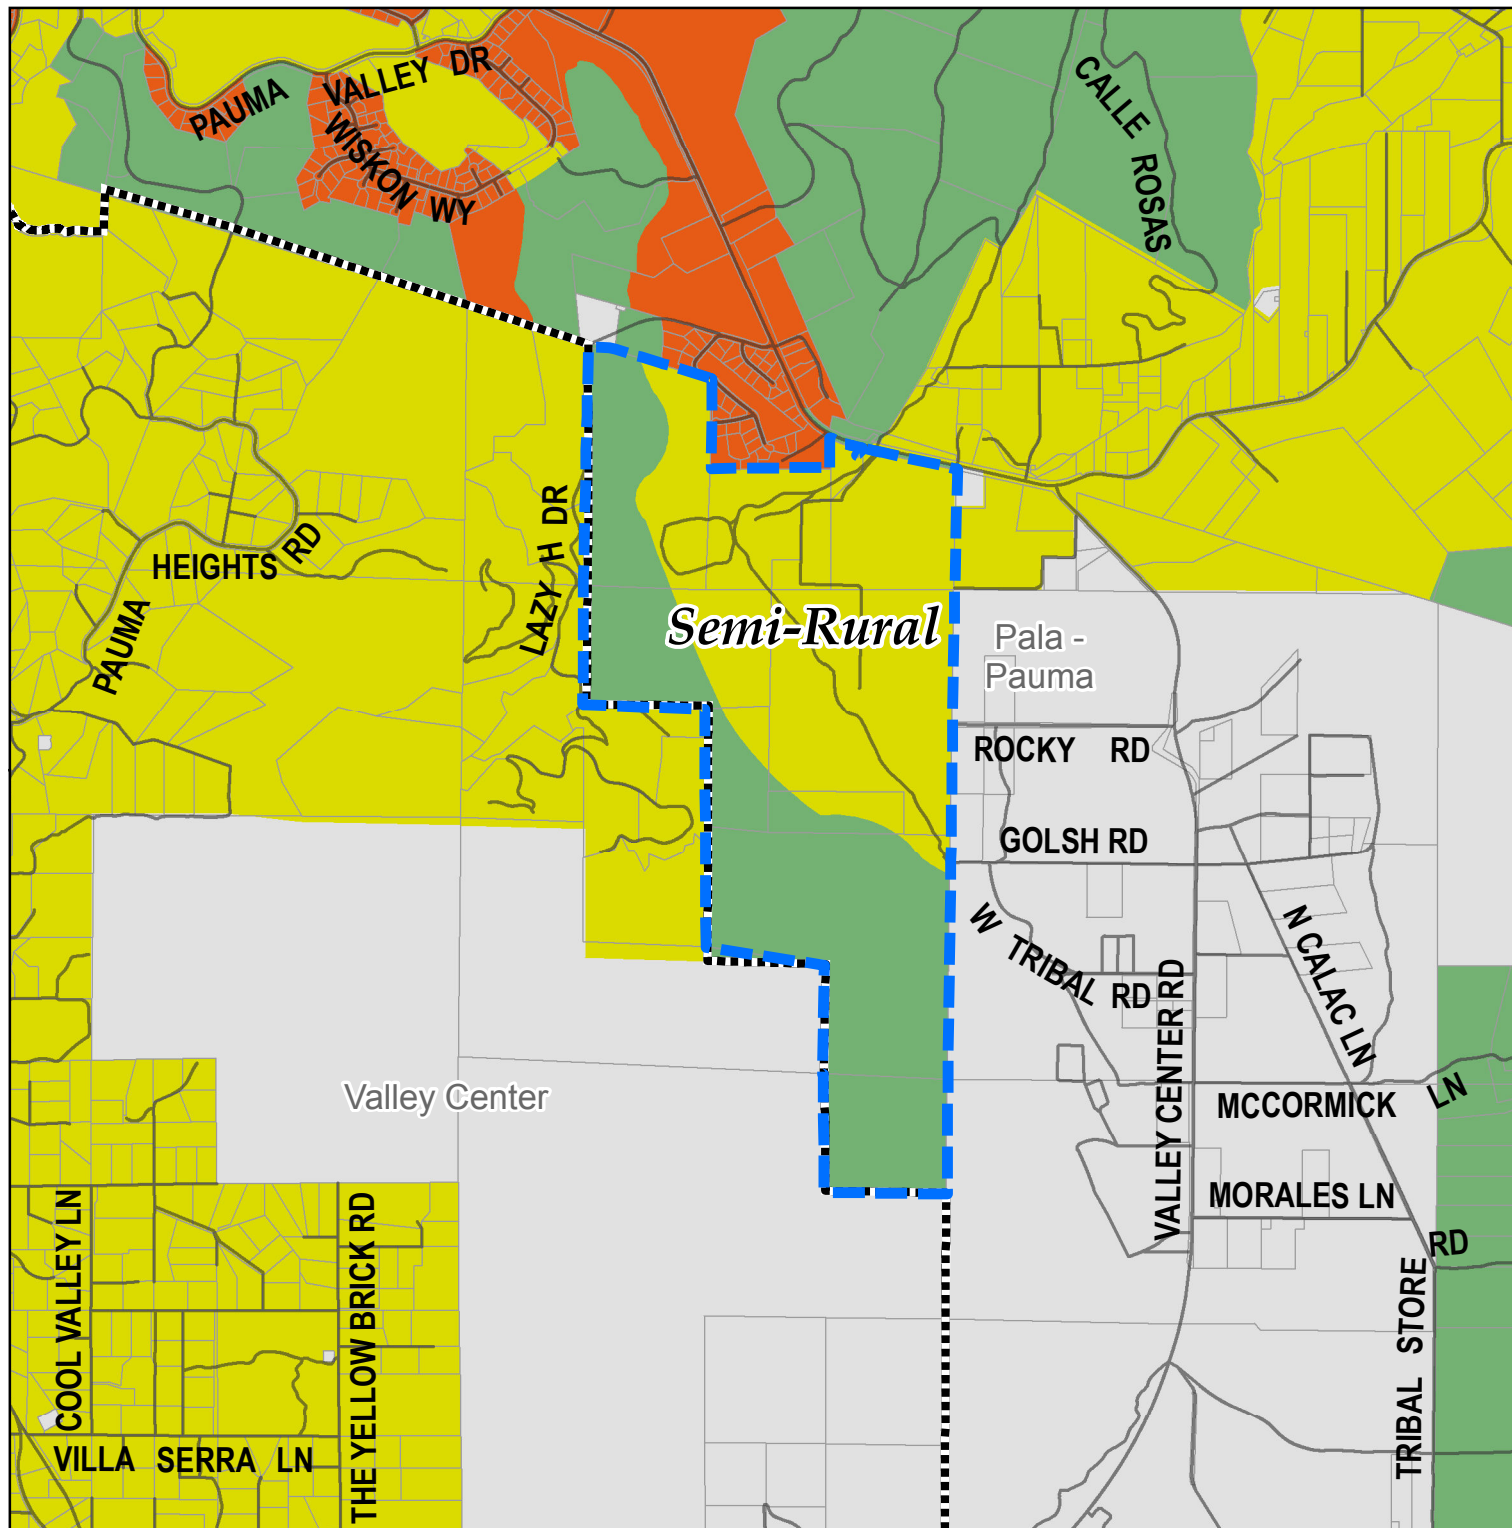 PAUMA VALLEY DR
WISKON WY
CALLE ROSAS
LAZY H DR
PAUMA HEIGHTS RD
Semi-Rural
Pala -
Pauma
ROCKY RD
GOLSH RD
W TRIBAL RD
N CALAC LN
VALLEY CENTER RD
Valley Center
MCCORMICK LN
MORALES LN
TRIBAL STORE RD
COOL VALLEY LN
THE YELLOW BRICK RD
VILLA SERRA LN